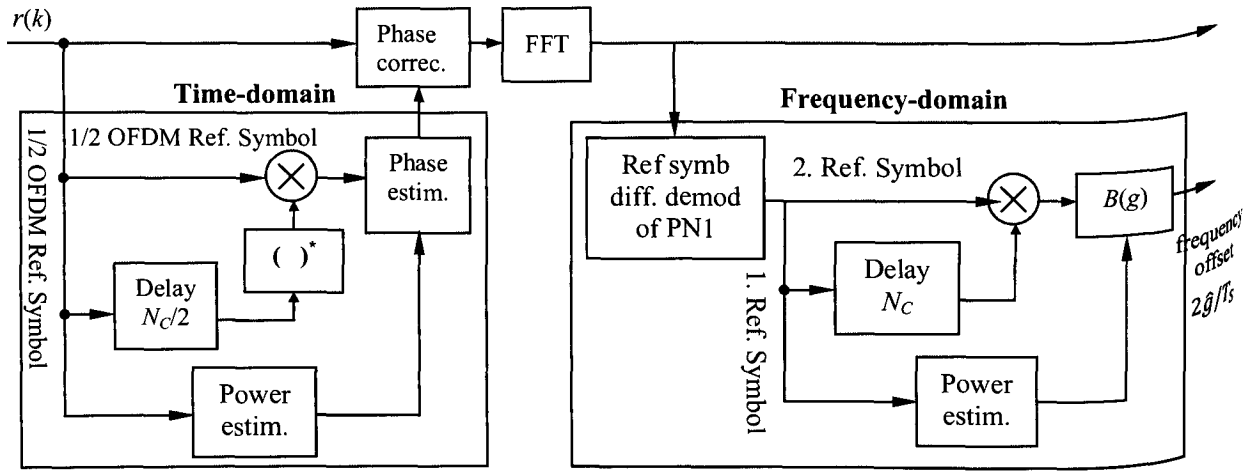 r(k)
Phase
correc.
FFT
Time-domain
Frequency-domain
1/2 OFDM Ref. Symbol
1/2 OFDM Ref. Symbol
Phase
estim.
( )*
Delay
N_C/2
Power
estim.
Ref symb
diff. demod
of PN1
2. Ref. Symbol
1. Ref. Symbol
B(g)
Delay
N_C
Power
estim.
frequency
offset
2ĝ/T_S